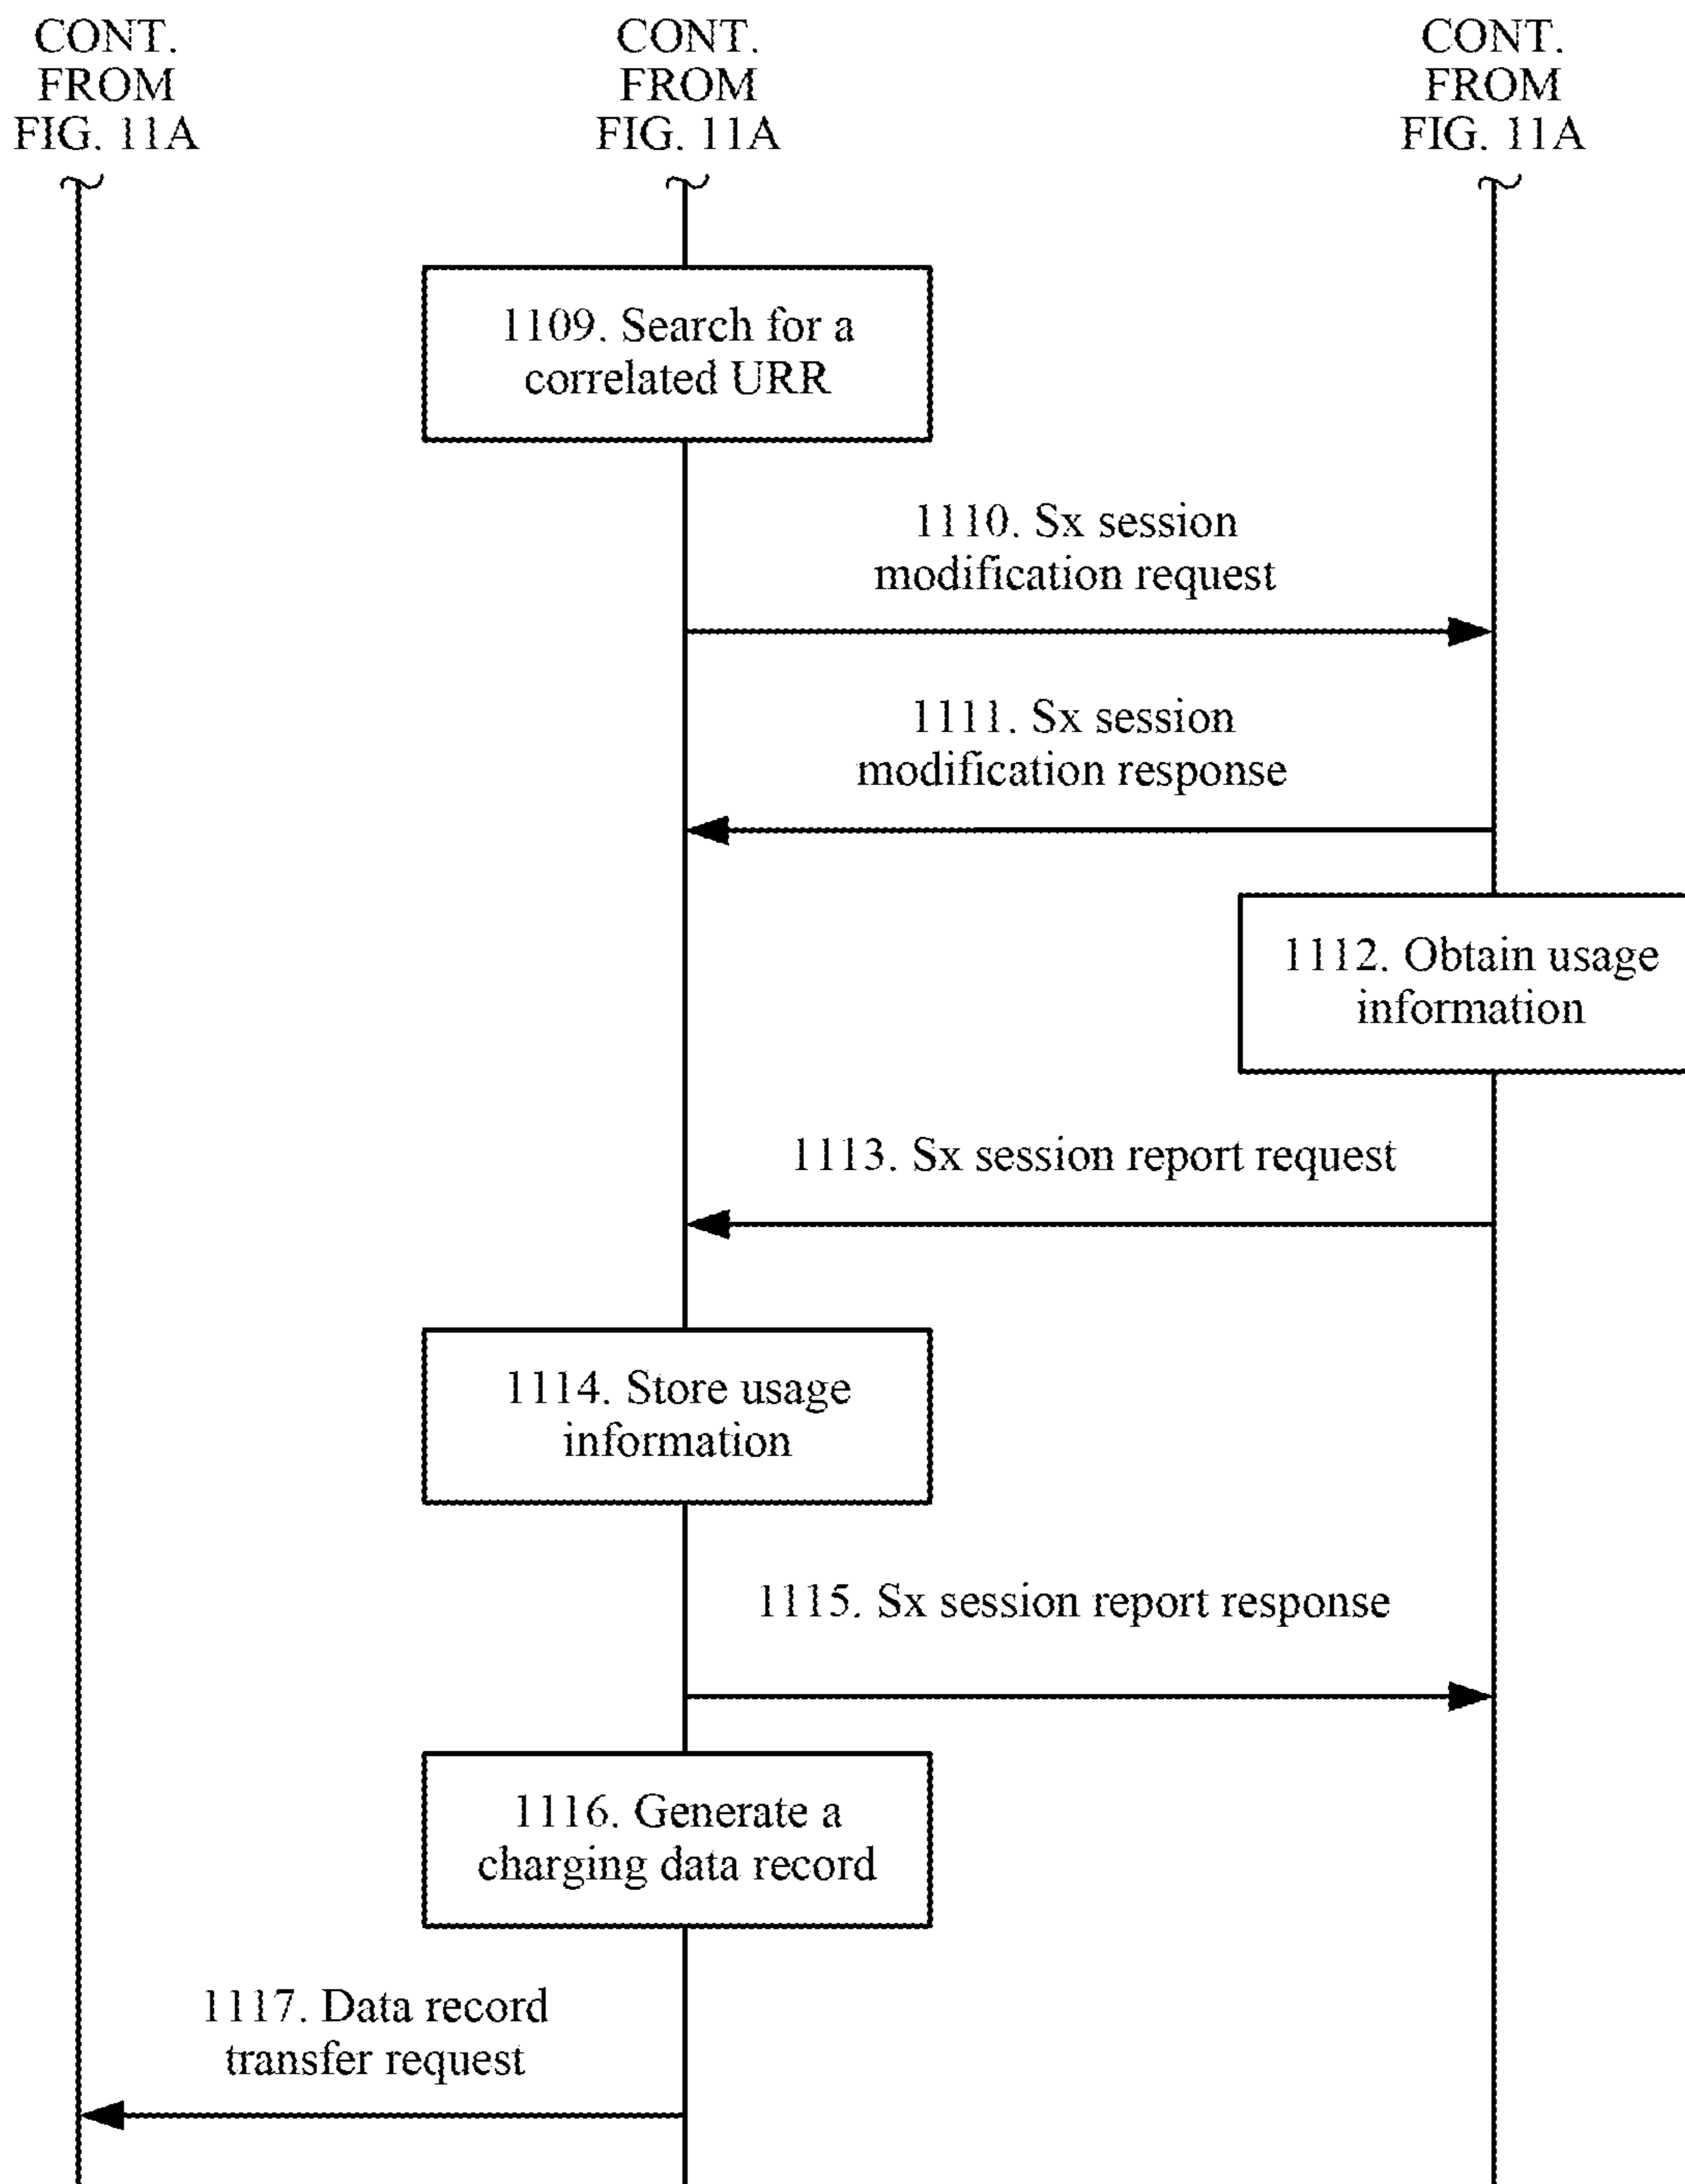 CONT.
FROM
FIG. 11A
CONT.
FROM
FIG. 11A
CONT.
FROM
FIG. 11A
1109. Search for a
correlated URR
1110. Sx session
modification request
1111. Sx session
modification response
1112. Obtain usage
information
1113. Sx session report request
1114. Store usage
information
1115. Sx session report response
1116. Generate a
charging data record
1117. Data record
transfer request